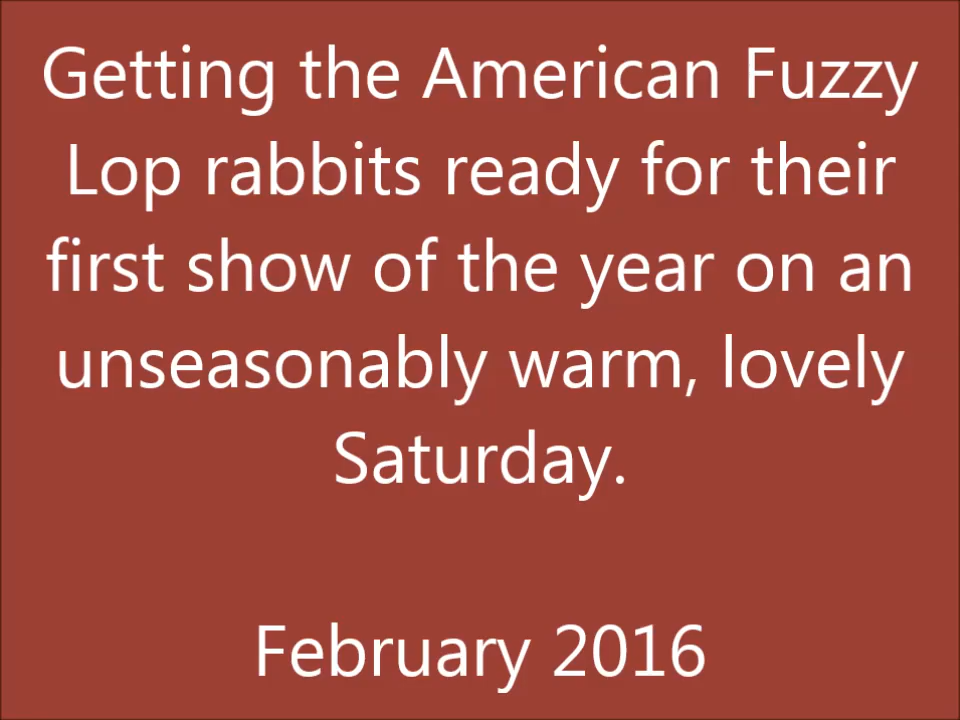 Getting the American Fuzzy
Lop rabbits ready for their
first show of the year on an
unseasonably warm, lovely
Saturday.
February 2016